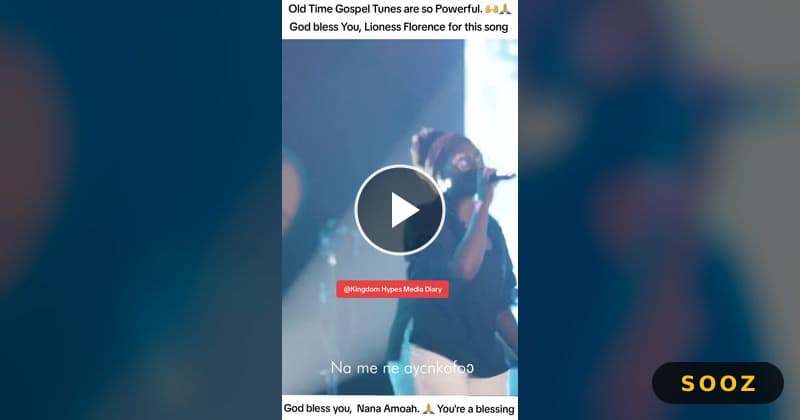 Old Time Gospel Tunes are so Powerful. 🙌🙏
God bless You, Lioness Florence for this song
@Kingdom Hypes Media Diary
Na me ne aycnkafoɔ
God bless you, Nana Amoah. 🙏 You're a blessing
SOOZ